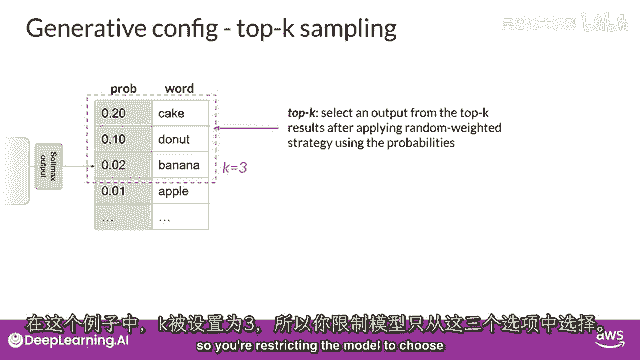 Generative config - top-k sampling
prob word
0.20 cake
0.10 donut
0.02 banana
0.01 apple
... ...
Softmax output
k=3
top-k: select an output from the top-k
results after applying random-weighted
strategy using the probabilities
在这个例子中，k被设置为3，所以你限制模型只从这三个选项中选择。
so you're restricting the model to choose
DeepLearning.AI
aws